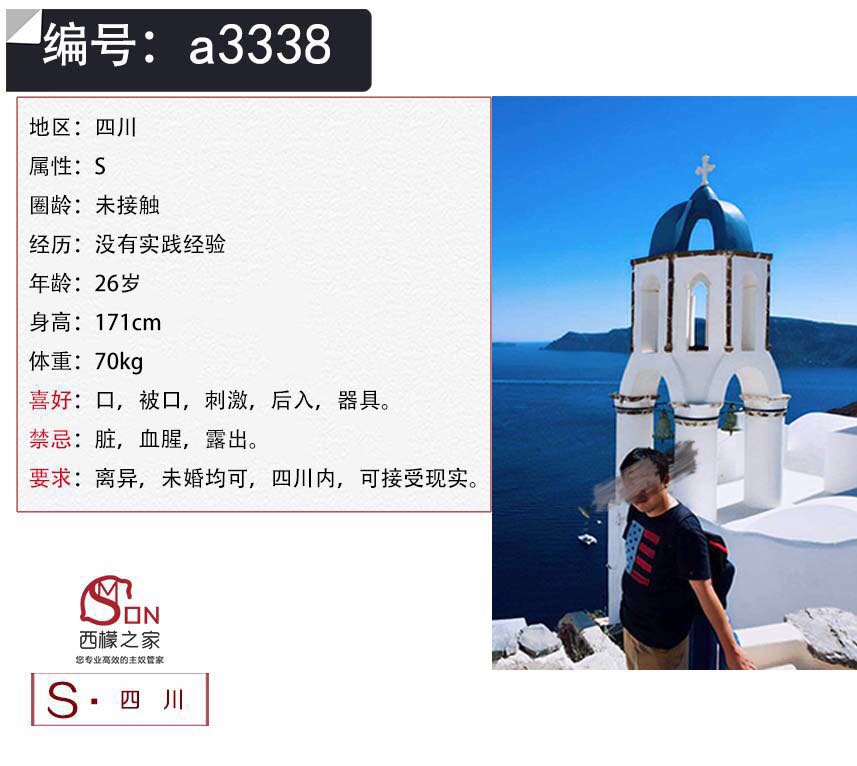 编号：a3338
地区：四川
属性：S
圈龄：未接触
经历：没有实践经验
年龄：26岁
身高：171cm
体重：70kg
喜好：口，被口，刺激，后入，器具。
禁忌：脏，血腥，露出。
要求：离异，未婚均可，四川内，可接受现实。
SMON
西檬之家
您专业高效的主奴管家
S·四川